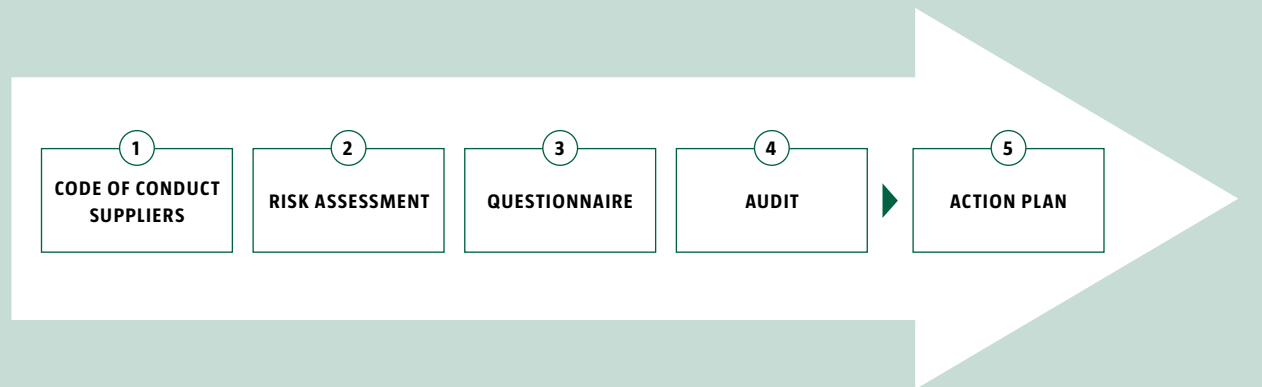 1
CODE OF CONDUCT
SUPPLIERS
2
RISK ASSESSMENT
3
QUESTIONNAIRE
4
AUDIT
5
ACTION PLAN